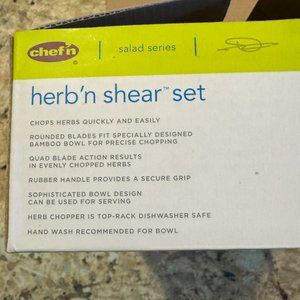 chef'n®
salad series
herb'n shear™ set
CHOPS HERBS QUICKLY AND EASILY
ROUNDED BLADES FIT SPECIALLY DESIGNED
BAMBOO BOWL FOR PRECISE CHOPPING
QUAD BLADE ACTION RESULTS
IN EVENLY CHOPPED HERBS
RUBBER HANDLE PROVIDES A SECURE GRIP
SOPHISTICATED BOWL DESIGN
CAN BE USED FOR SERVING
HERB CHOPPER IS TOP-RACK DISHWASHER SAFE
HAND WASH RECOMMENDED FOR BOWL